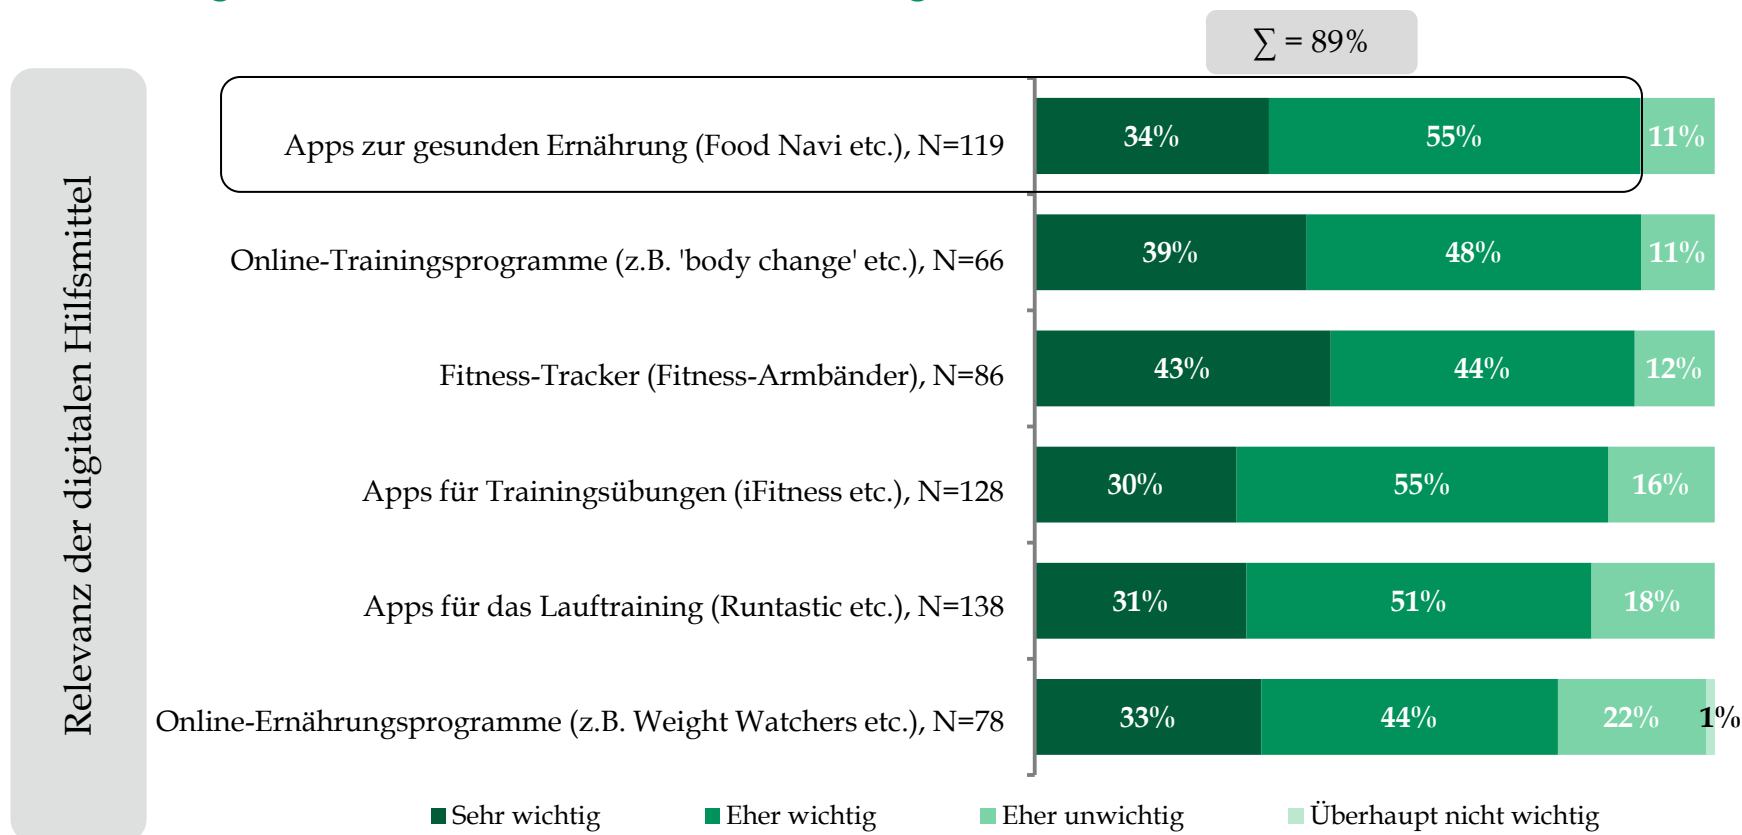 ∑ = 89%
Relevanz der digitalen Hilfsmittel
Apps zur gesunden Ernährung (Food Navi etc.), N=119 34% 55% 11%
Online-Trainingsprogramme (z.B. 'body change' etc.), N=66 39% 48% 11%
Fitness-Tracker (Fitness-Armbänder), N=86 43% 44% 12%
Apps für Trainingsübungen (iFitness etc.), N=128 30% 55% 16%
Apps für das Lauftraining (Runtastic etc.), N=138 31% 51% 18%
Online-Ernährungsprogramme (z.B. Weight Watchers etc.), N=78 33% 44% 22% 1%
Sehr wichtig Eher wichtig Eher unwichtig Überhaupt nicht wichtig